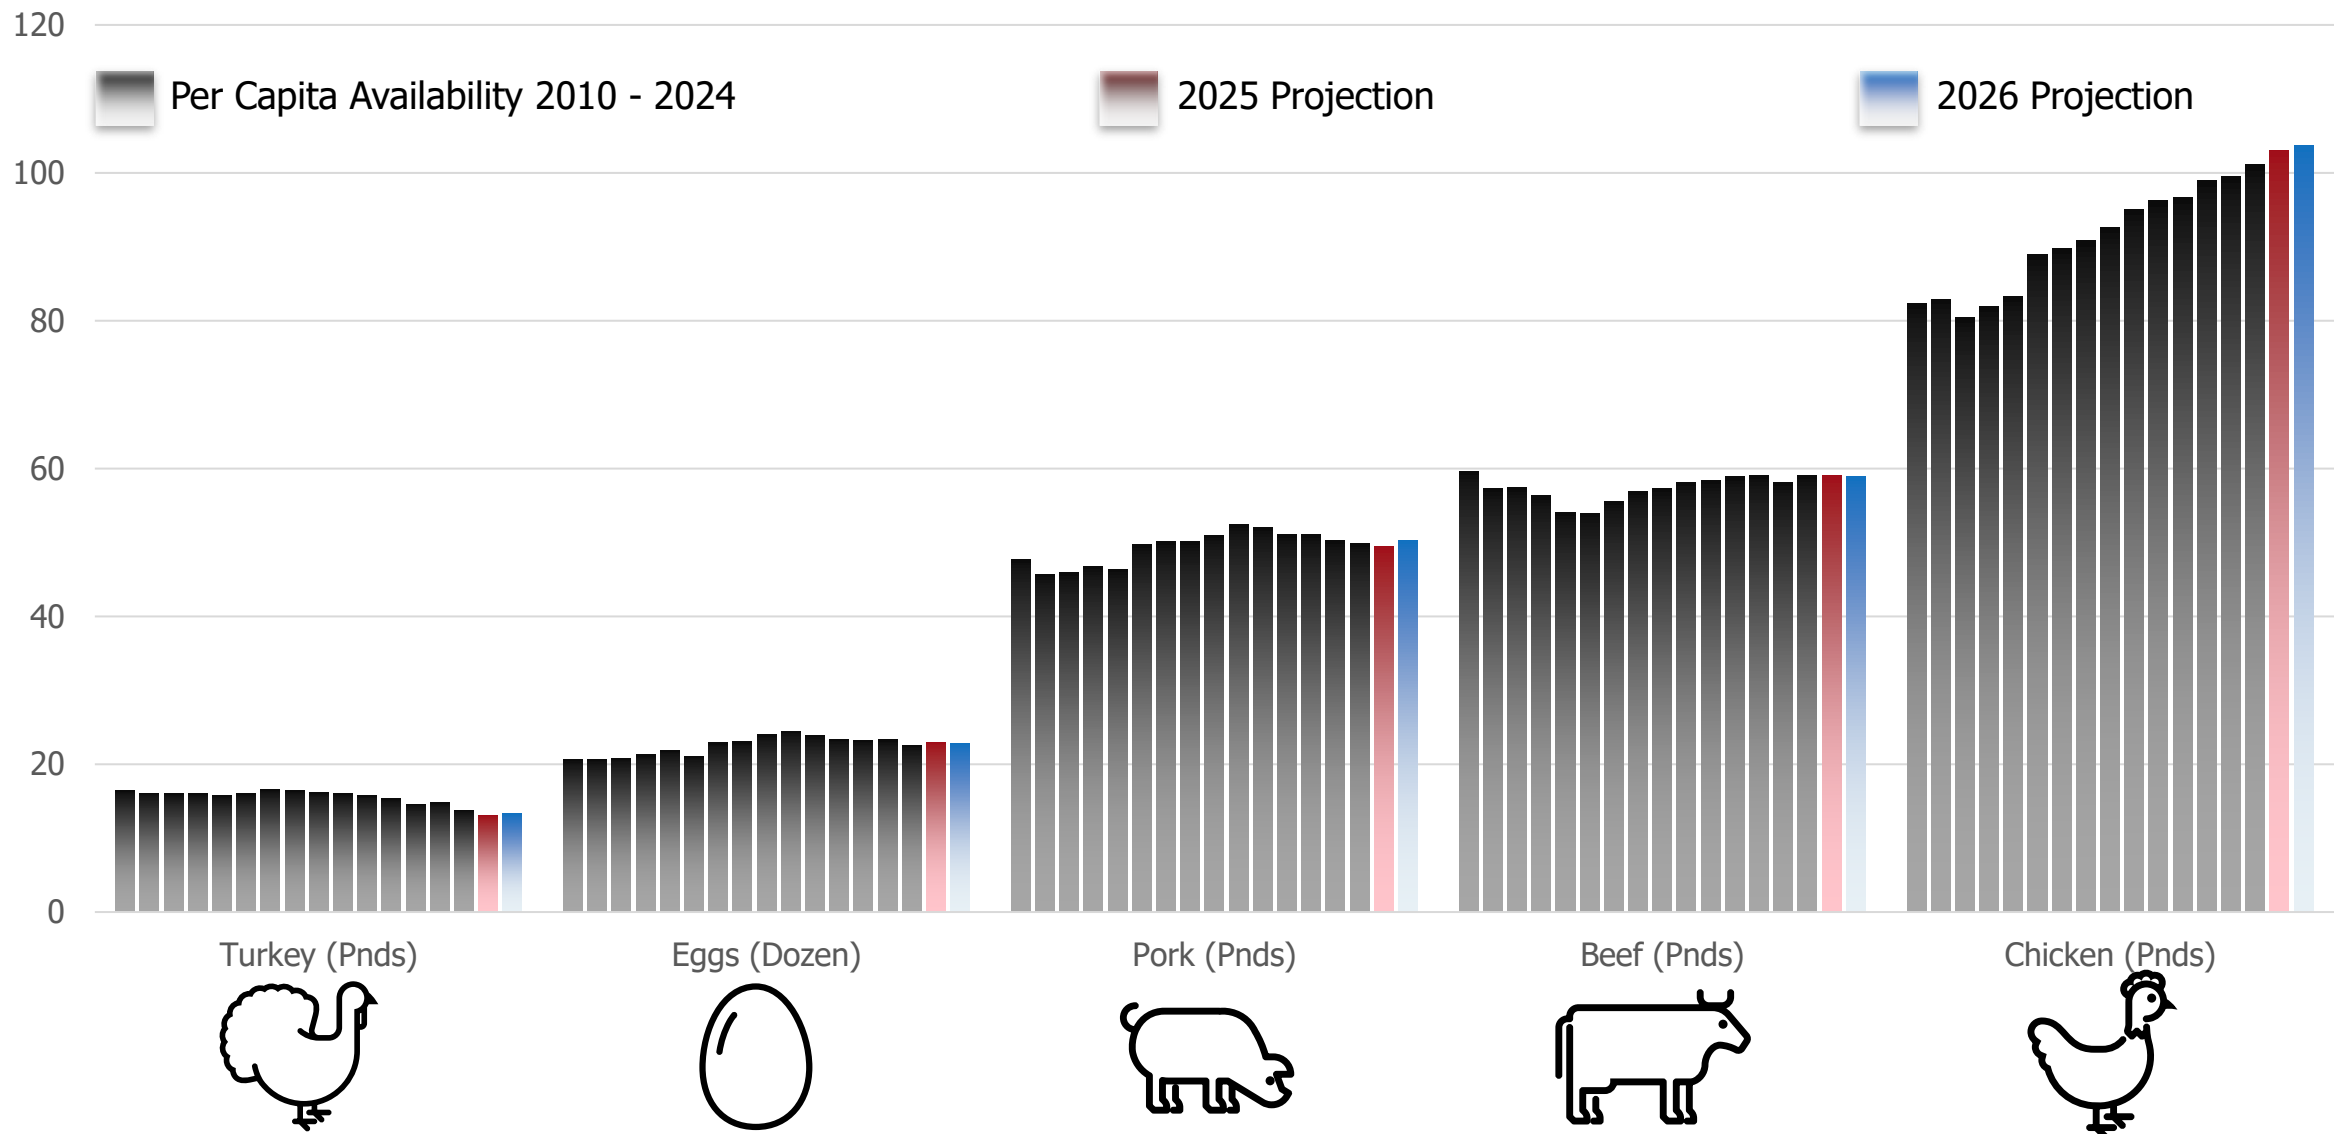 120
Per Capita Availability 2010 - 2024
2025 Projection
2026 Projection
100
80
60
40
20
0
Turkey (Pnds)
Eggs (Dozen)
Pork (Pnds)
Beef (Pnds)
Chicken (Pnds)